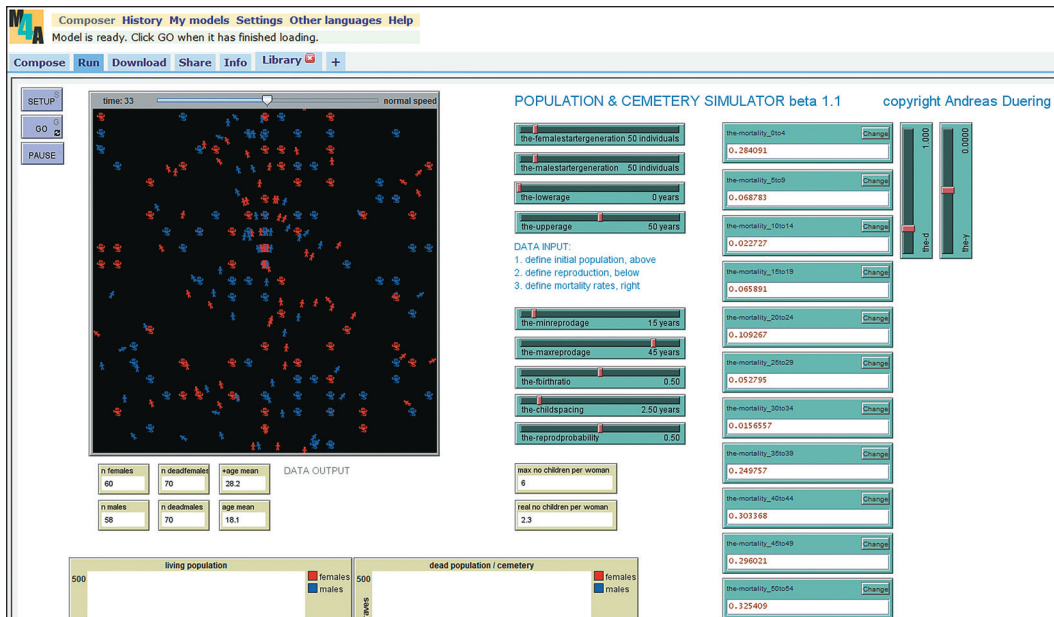 M4A
Composer History My models Settings Other languages Help
Model is ready. Click GO when it has finished loading.
Compose Run Download Share Info Library +
SETUP S
GO G
PAUSE
time: 33
normal speed
POPULATION & CEMETERY SIMULATOR beta 1.1 copyright Andreas Duering
the-femalestartergeneration 50 individuals
the-malestartergeneration 50 individuals
the-lowerage 0 years
the-upperage 50 years
DATA INPUT:
1. define initial population, above
2. define reproduction, below
3. define mortality rates, right
the-minreprodage 15 years
the-maxreprodage 45 years
the-fbirthratio 0.50
the-childspacing 2.50 years
the-reprodprobability 0.50
max no children per woman
6
real no children per woman
2.3
the-mortality_0to4 Change
0.284091
the-mortality_5to9 Change
0.068783
the-mortality_10to14 Change
0.022727
the-mortality_15to19 Change
0.065891
the-mortality_20to24 Change
0.109267
the-mortality_25to29 Change
0.052795
the-mortality_30to34 Change
0.0156557
the-mortality_35to39 Change
0.249757
the-mortality_40to44 Change
0.303368
the-mortality_45to49 Change
0.296021
the-mortality_50to54 Change
0.325409
the-d 1.000
the-y 0.0000
n females
60
n deadfemales
70
+age mean
28.2
DATA OUTPUT
n males
58
n deadmales
70
age mean
18.1
living population
500
females
males
dead population / cemetery
500
females
males